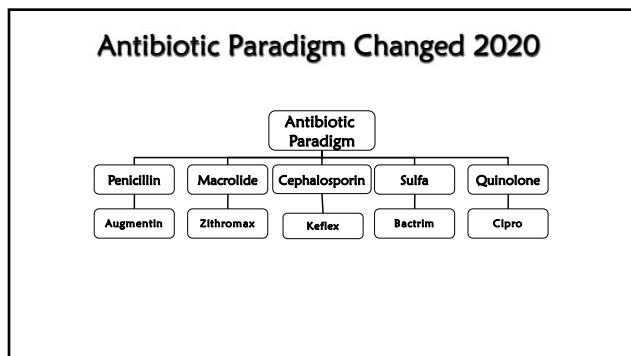 Antibiotic Paradigm Changed 2020
Antibiotic
Paradigm
Penicillin
Macrolide
Cephalosporin
Sulfa
Quinolone
Augmentin
Zithromax
Keflex
Bactrim
Cipro